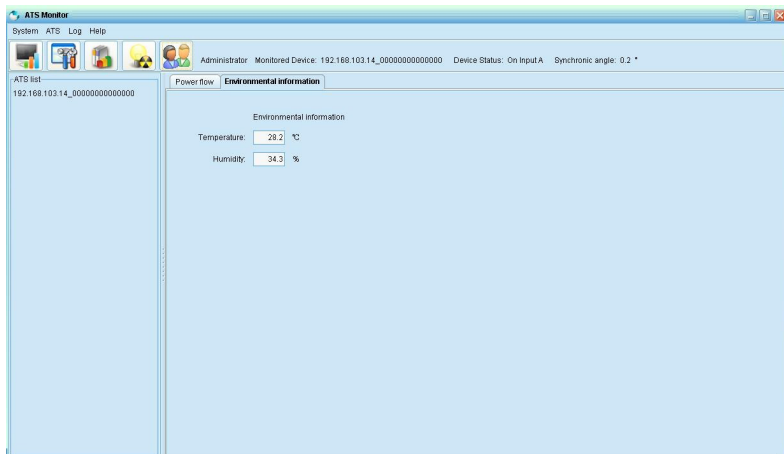 ATS Monitor
System ATS Log Help
Administrator Monitored Device: 192.168.103.14_00000000000000 Device Status: On Input A Synchronic angle: 0.2 °
ATS list
192.168.103.14_00000000000000
Power flow Environmental information
Environmental information
Temperature: 28.2 ℃
Humidity: 34.3 %